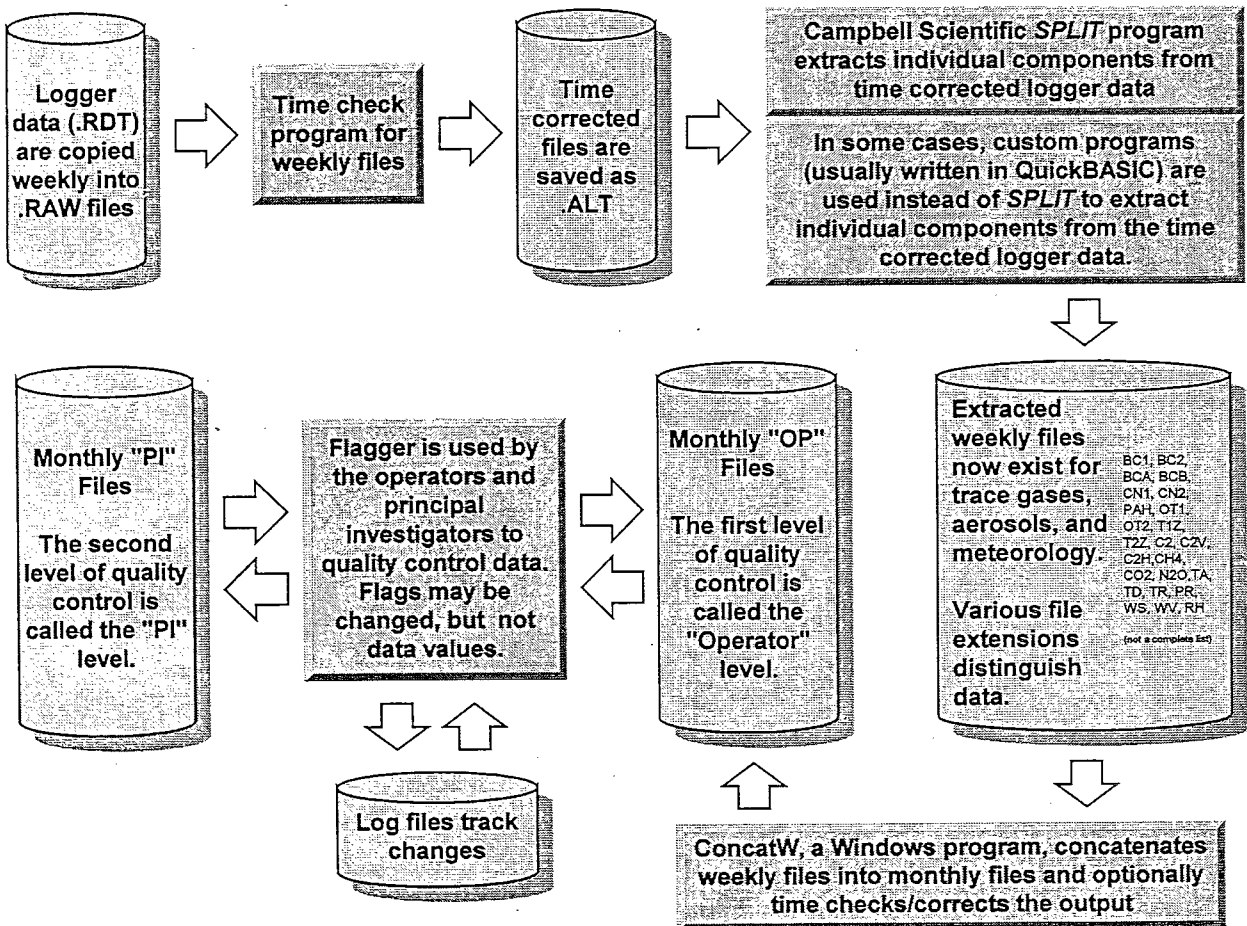 Logger
data (.RDT)
are copied
weekly into
.RAW files
Time check
program for
weekly files
Time
corrected
files are
saved as
.ALT
Campbell Scientific SPLIT program
extracts individual components from
time corrected logger data
In some cases, custom programs
(usually written in QuickBASIC) are
used instead of SPLIT to extract
individual components from the time
corrected logger data.
Extracted
weekly files
now exist for
trace gases,
aerosols, and
meteorology.
Various file
extensions
distinguish
data.
BC1, BC2,
BCA, BCB,
CN1, CN2,
PAH, OT1,
OT2, T1Z,
T2Z, C2, C2V,
C2H,CH4,
CO2, N2O,TA,
TD, TR, PR,
WS, WV, RH
(not a complete list)
ConcatW, a Windows program, concatenates
weekly files into monthly files and optionally
time checks/corrects the output
Monthly "OP"
Files
The first level
of quality
control is
called the
"Operator"
level.
Flagger is used by
the operators and
principal
investigators to
quality control data.
Flags may be
changed, but not
data values.
Log files track
changes
Monthly "PI"
Files
The second
level of quality
control is
called the "PI"
level.